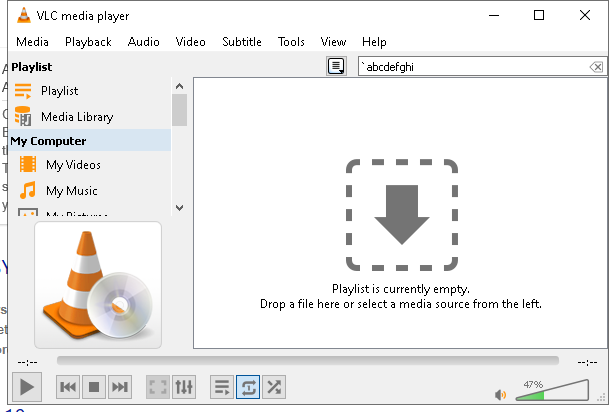 VLC media player
Media Playback Audio Video Subtitle Tools View Help
Playlist
`abcdefghi
Playlist
Media Library
My Computer
My Videos
My Music
My Pictures
Playlist is currently empty.
Drop a file here or select a media source from the left.
--:-- --:--
47%